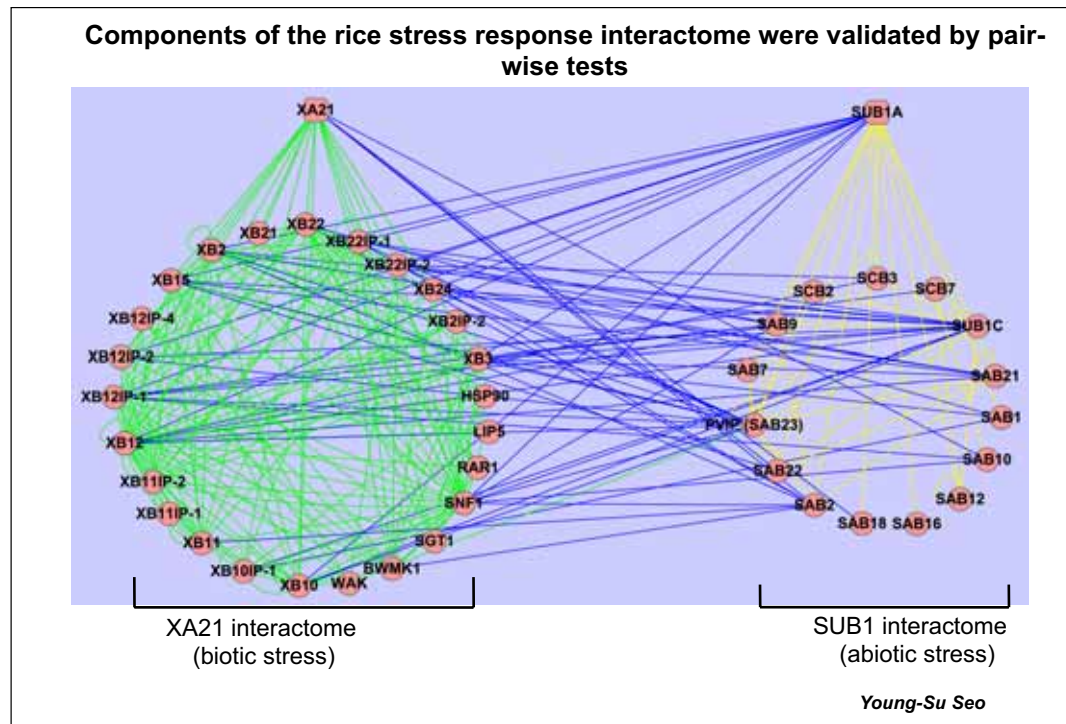 Components of the rice stress response interactome were validated by pair-
wise tests
XA21
SUB1A
XB22
XB21
XB22IP-1
XB2
XB22IP-2
XB15
XB24
XB12IP-4
XB2IP-2
XB12IP-2
XB3
XB12IP-1
HSP90
XB12
LIP5
XB11IP-2
RAR1
XB11IP-1
SNF1
XB11
SGT1
XB10IP-1
BWMK1
XB10
WAK
SCB3
SCB2
SCB7
SAB9
SUB1C
SAB7
SAB21
PVIP (SAB23)
SAB1
SAB22
SAB10
SAB2
SAB12
SAB18
SAB16
XA21 interactome
(biotic stress)
SUB1 interactome
(abiotic stress)
Young-Su Seo